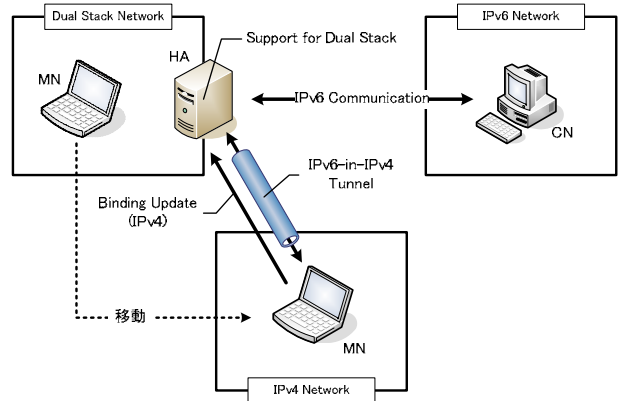 Dual Stack Network
IPv6 Network
Support for Dual Stack
HA
MN
IPv6 Communication
CN
IPv6-in-IPv4
Tunnel
Binding Update
(IPv4)
移動
MN
IPv4 Network